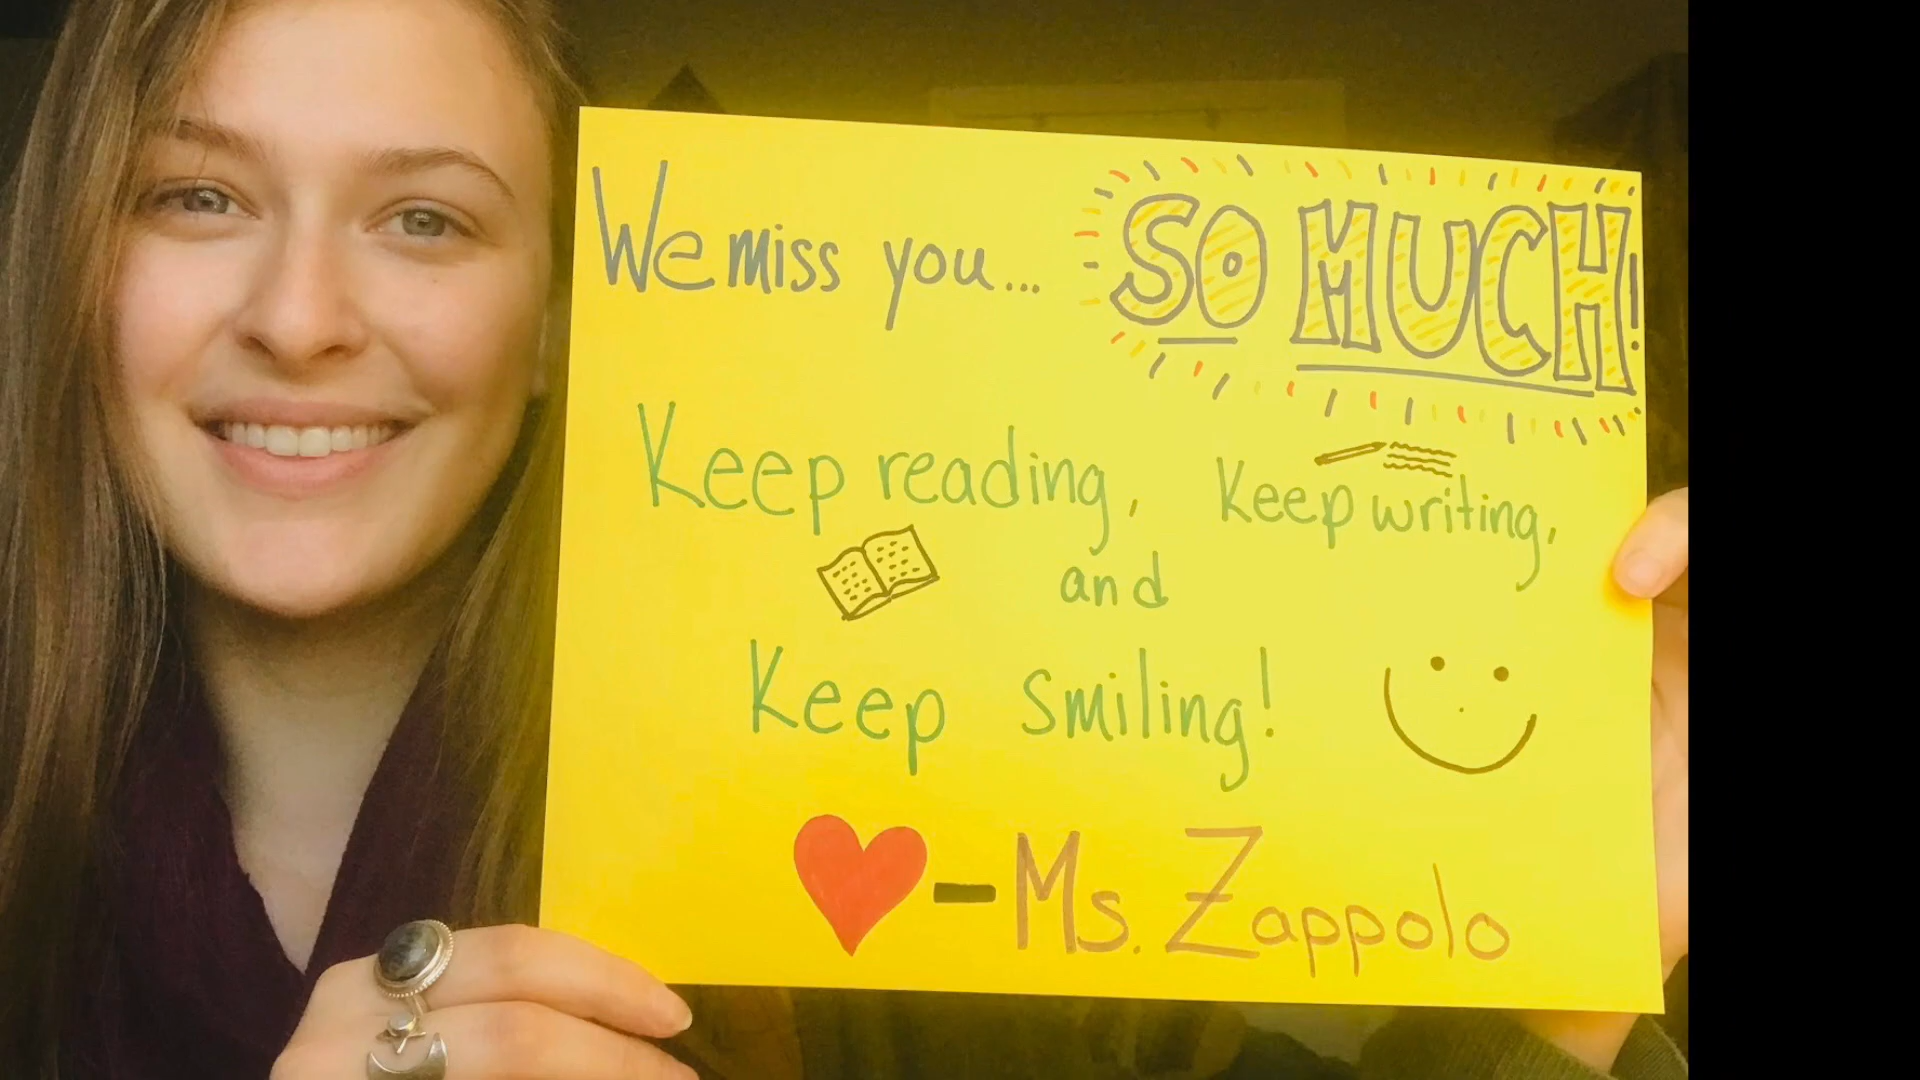 We miss you... SO MUCH!
Keep reading, Keep writing,
and
Keep smiling!
- Ms. Zappolo